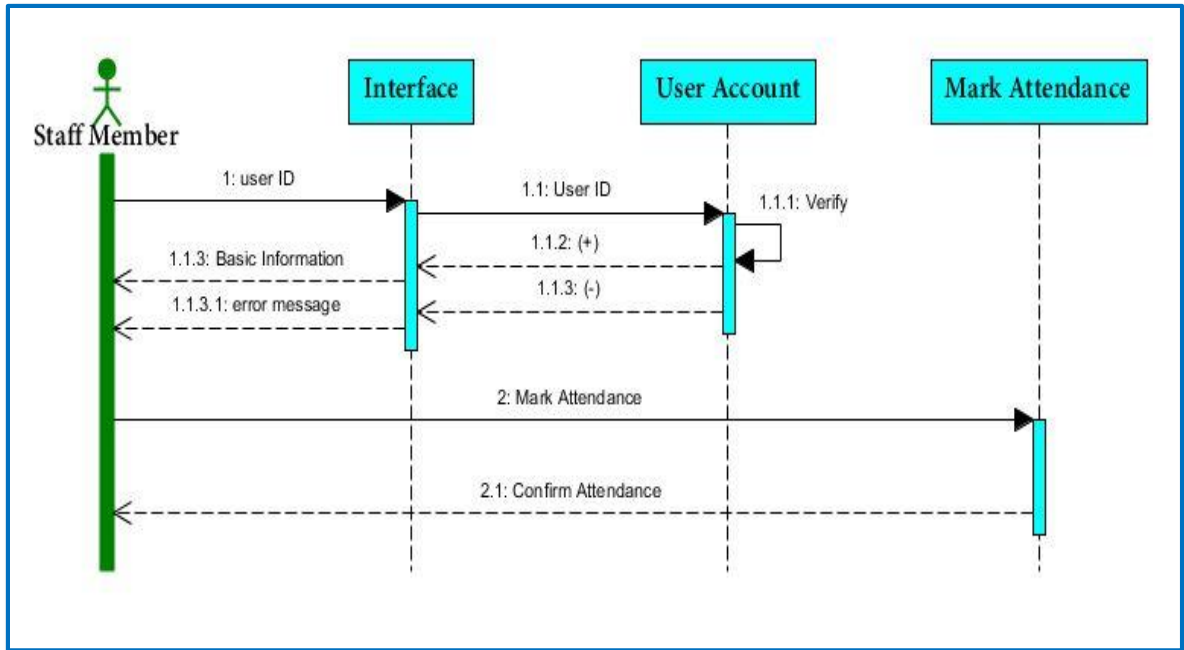 Interface
User Account
Mark Attendance
Staff Member
1: user ID
1.1: User ID
1.1.1: Verify
1.1.2: (+)
1.1.3: Basic Information
1.1.3: (-)
1.1.3.1: error message
2: Mark Attendance
2.1: Confirm Attendance